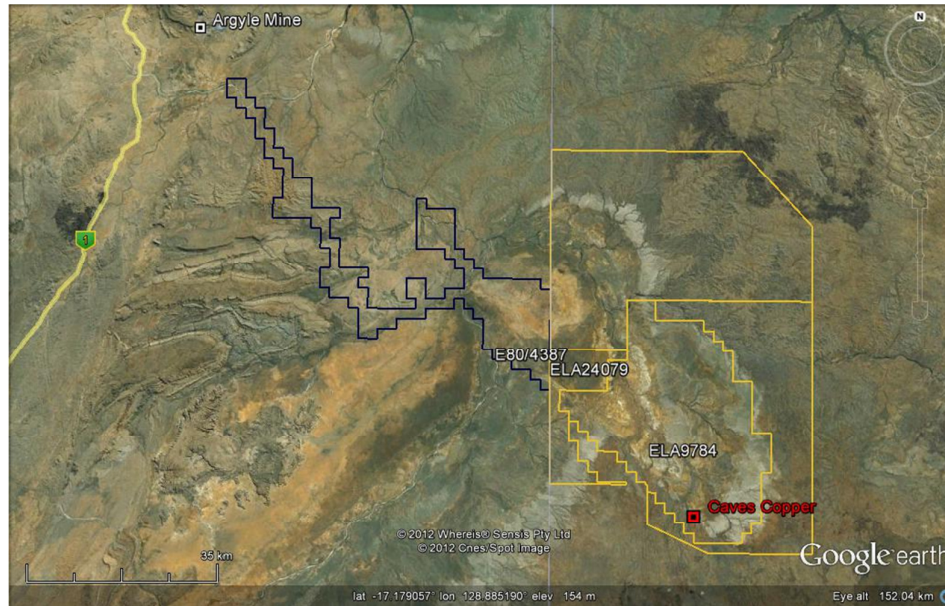 N
Argyle Mine
1
E80/4387
ELA24079
ELA9784
Caves Copper
© 2012 Whereis® Sensis Pty Ltd
© 2012 Cnes/Spot Image
35 km
Google earth
lat -17.179057° lon 128.885190° elev 154 m
Eye alt 152.04 km